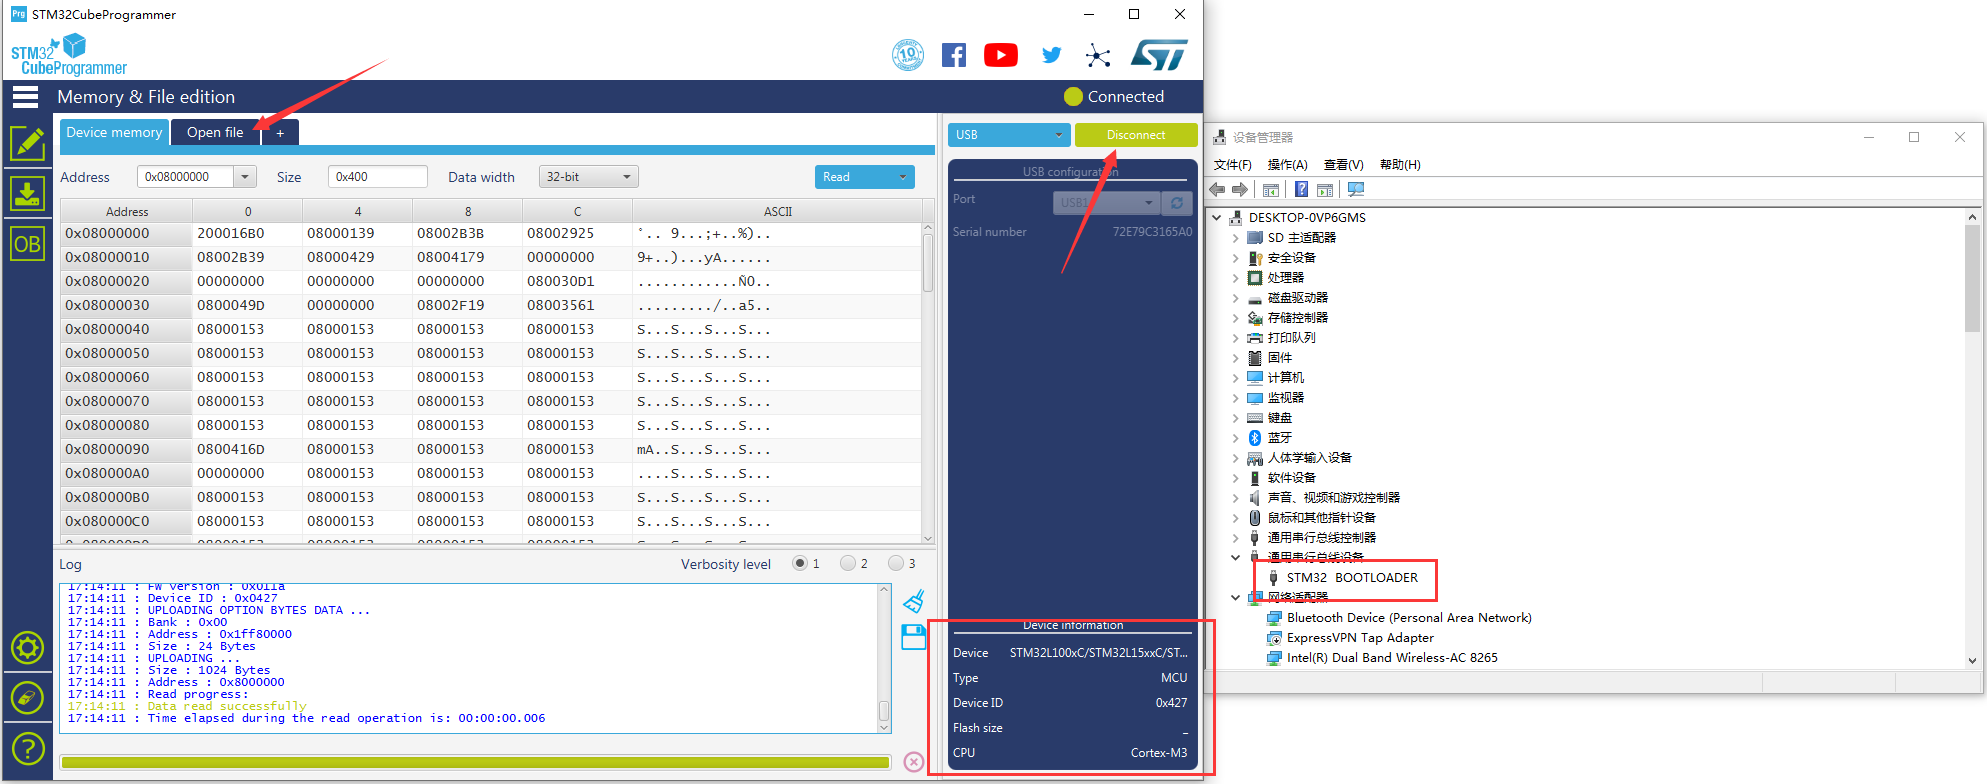 Prg STM32CubeProgrammer
STM32
CubeProgrammer
10
ST
Memory & File edition
Connected
Device memory
Open file
+
Address
0x08000000
Size
0x400
Data width
32-bit
Read
Address 0 4 8 C ASCII
0x08000000 200016B0 08000139 08002B3B 08002925 °.. 9...;+..%)..
0x08000010 08002B39 08000429 08004179 00000000 9+..)...yA......
0x08000020 00000000 00000000 00000000 080030D1 ............Ñ0..
0x08000030 0800049D 00000000 08002F19 08003561 ........./..a5..
0x08000040 08000153 08000153 08000153 08000153 S...S...S...S...
0x08000050 08000153 08000153 08000153 08000153 S...S...S...S...
0x08000060 08000153 08000153 08000153 08000153 S...S...S...S...
0x08000070 08000153 08000153 08000153 08000153 S...S...S...S...
0x08000080 08000153 08000153 08000153 08000153 S...S...S...S...
0x08000090 0800416D 08000153 08000153 08000153 mA..S...S...S...
0x080000A0 00000000 08000153 08000153 08000153 ....S...S...S...
0x080000B0 08000153 08000153 08000153 08000153 S...S...S...S...
0x080000C0 08000153 08000153 08000153 08000153 S...S...S...S...
OB
Log
Verbosity level 1 2 3
17:14:11 : FW version : 0x011a
17:14:11 : Device ID : 0x0427
17:14:11 : UPLOADING OPTION BYTES DATA ...
17:14:11 : Bank : 0x00
17:14:11 : Address : 0x1ff80000
17:14:11 : Size : 24 Bytes
17:14:11 : UPLOADING ...
17:14:11 : Size : 1024 Bytes
17:14:11 : Address : 0x8000000
17:14:11 : Read progress:
17:14:11 : Data read successfully
17:14:11 : Time elapsed during the read operation is: 00:00:00.006
USB
Disconnect
USB configuration
Port USB1
Serial number 72E79C3165A0
Device information
Device STM32L100xC/STM32L15xxC/ST...
Type MCU
Device ID 0x427
Flash size _
CPU Cortex-M3
设备管理器
文件(F) 操作(A) 查看(V) 帮助(H)
DESKTOP-0VP6GMS
SD 主适配器
安全设备
处理器
磁盘驱动器
存储控制器
打印队列
固件
计算机
监视器
键盘
蓝牙
人体学输入设备
软件设备
声音、视频和游戏控制器
鼠标和其他指针设备
通用串行总线控制器
通用串行总线设备
STM32 BOOTLOADER
网络适配器
Bluetooth Device (Personal Area Network)
ExpressVPN Tap Adapter
Intel(R) Dual Band Wireless-AC 8265